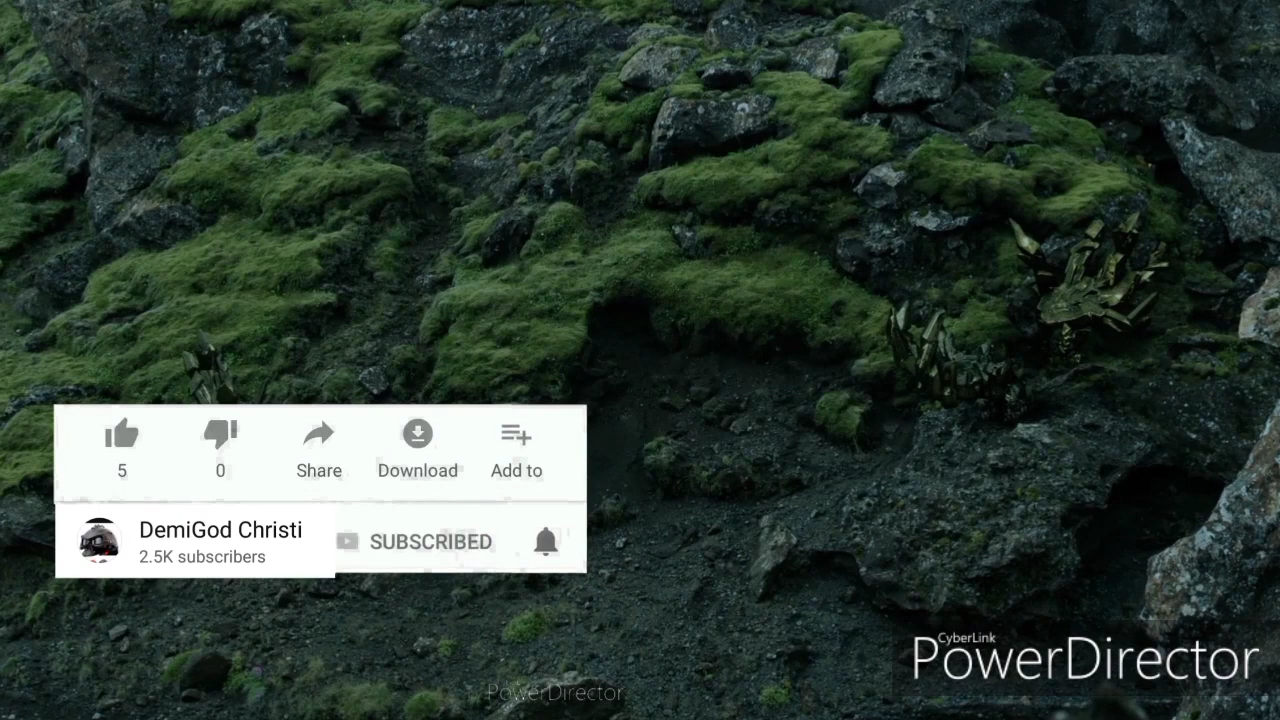 5
0
Share
Download
Add to
DemiGod Christi
2.5K subscribers
SUBSCRIBED
CyberLink
PowerDirector
PowerDirector